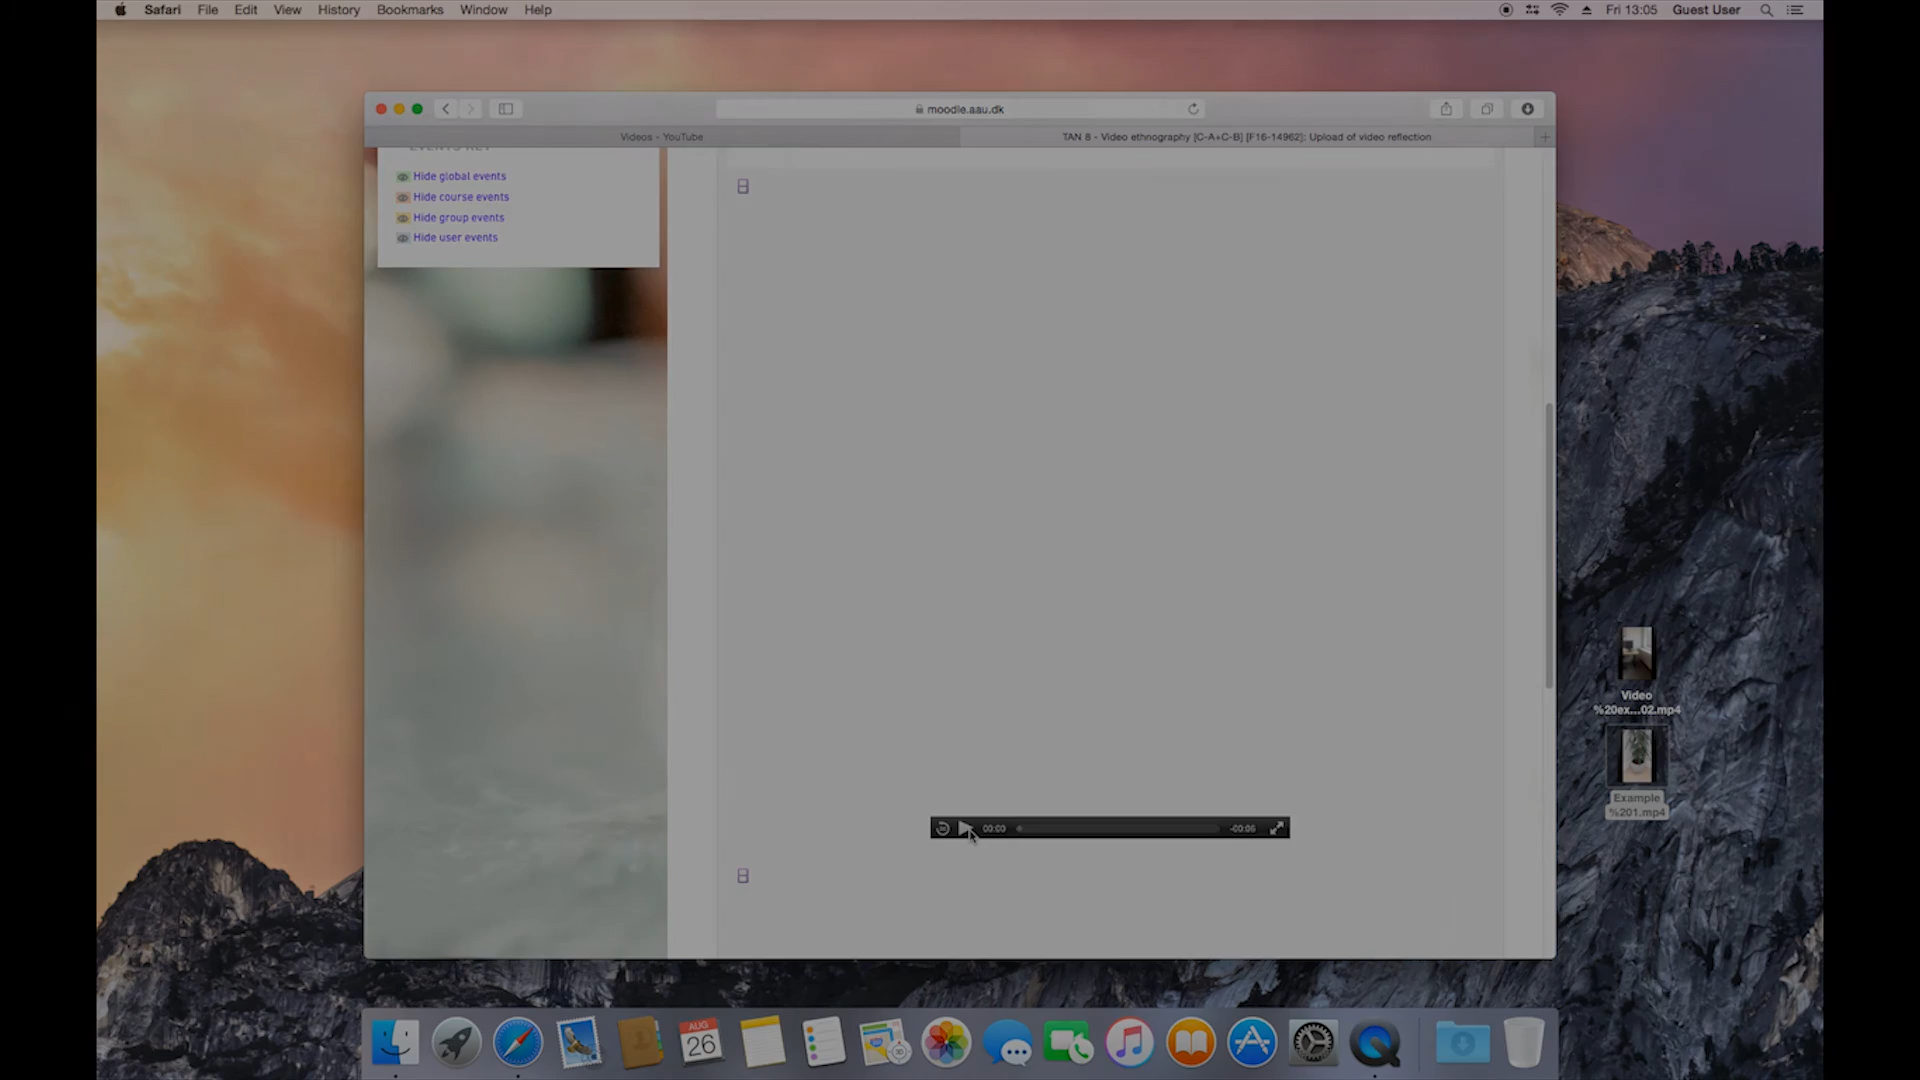 Safari File Edit View History Bookmarks Window Help
Fri 13:05 Guest User
moodle.aau.dk
Videos - YouTube
TAN 8 - Video ethnography [C-A+C-B] [F16-14962]: Upload of video reflection
EVENTS KEY
Hide global events
Hide course events
Hide group events
Hide user events
Video
%20ex...02.mp4
Example
%201.mp4
00:00
-00:06
AUG
26